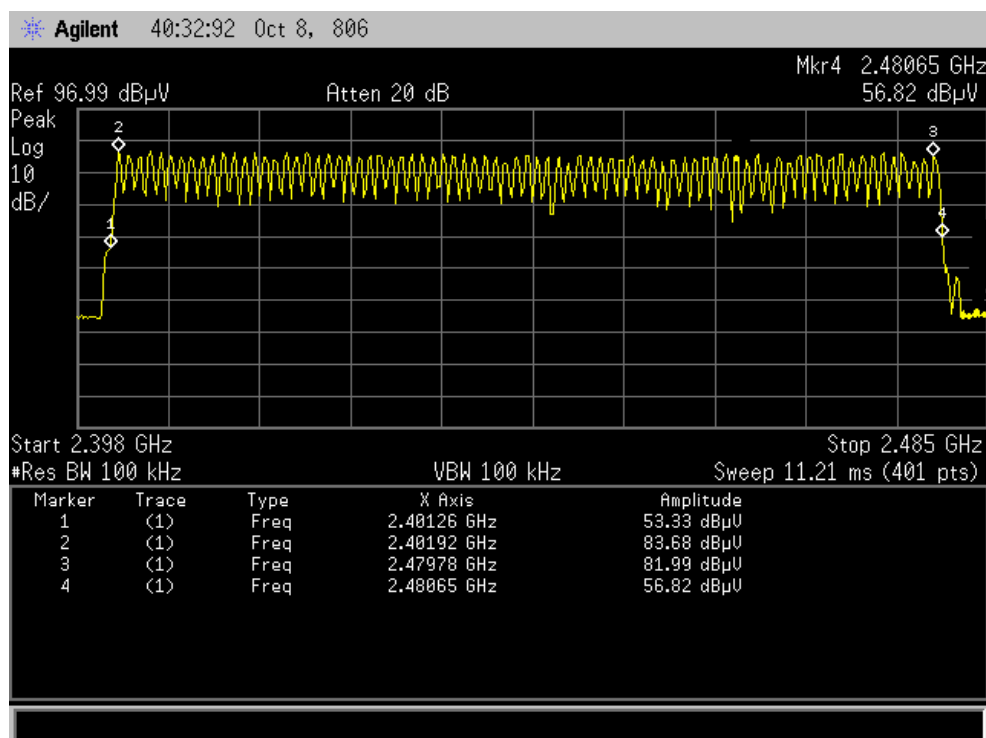 Agilent 40:32:92 Oct 8, 806
Mkr4 2.48065 GHz
Ref 96.99 dBµV Atten 20 dB 56.82 dBµV
Peak
Log
10
dB/
2
3
1
4
Start 2.398 GHz Stop 2.485 GHz
#Res BW 100 kHz VBW 100 kHz Sweep 11.21 ms (401 pts)
Marker Trace Type X Axis Amplitude
1 (1) Freq 2.40126 GHz 53.33 dBµV
2 (1) Freq 2.40192 GHz 83.68 dBµV
3 (1) Freq 2.47978 GHz 81.99 dBµV
4 (1) Freq 2.48065 GHz 56.82 dBµV